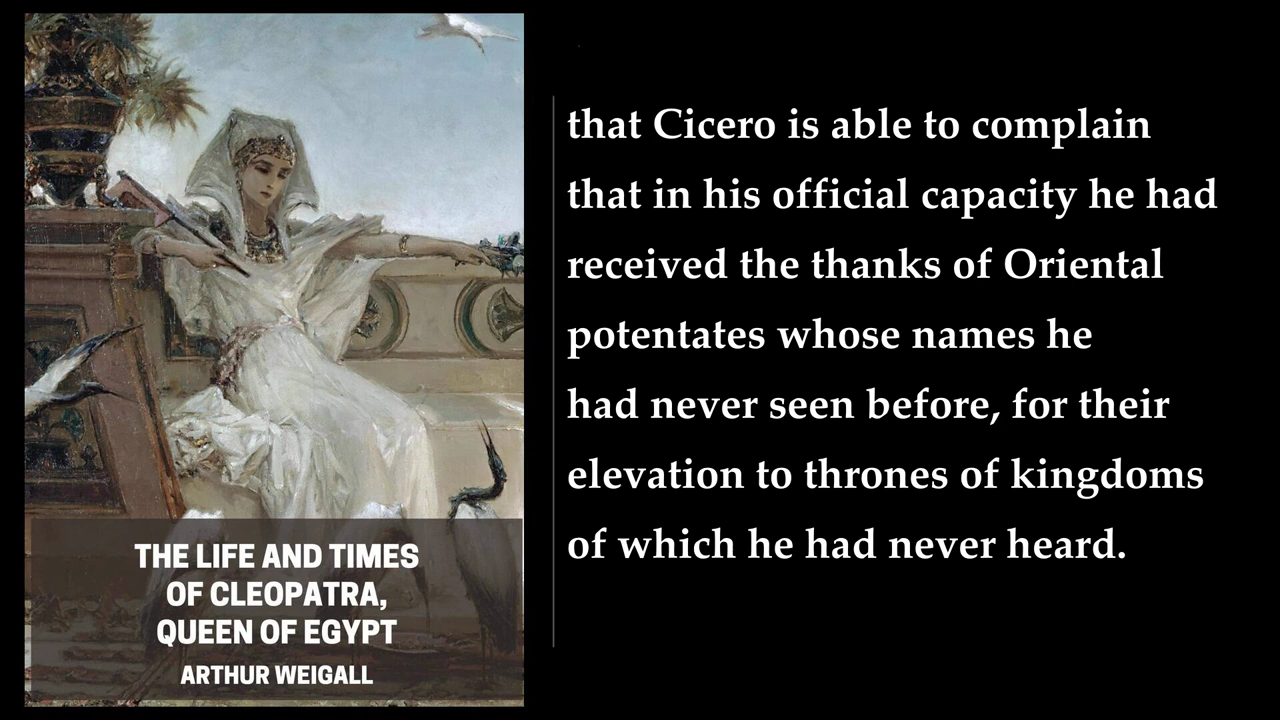 THE LIFE AND TIMES
OF CLEOPATRA,
QUEEN OF EGYPT
ARTHUR WEIGALL
that Cicero is able to complain
that in his official capacity he had
received the thanks of Oriental
potentates whose names he
had never seen before, for their
elevation to thrones of kingdoms
of which he had never heard.